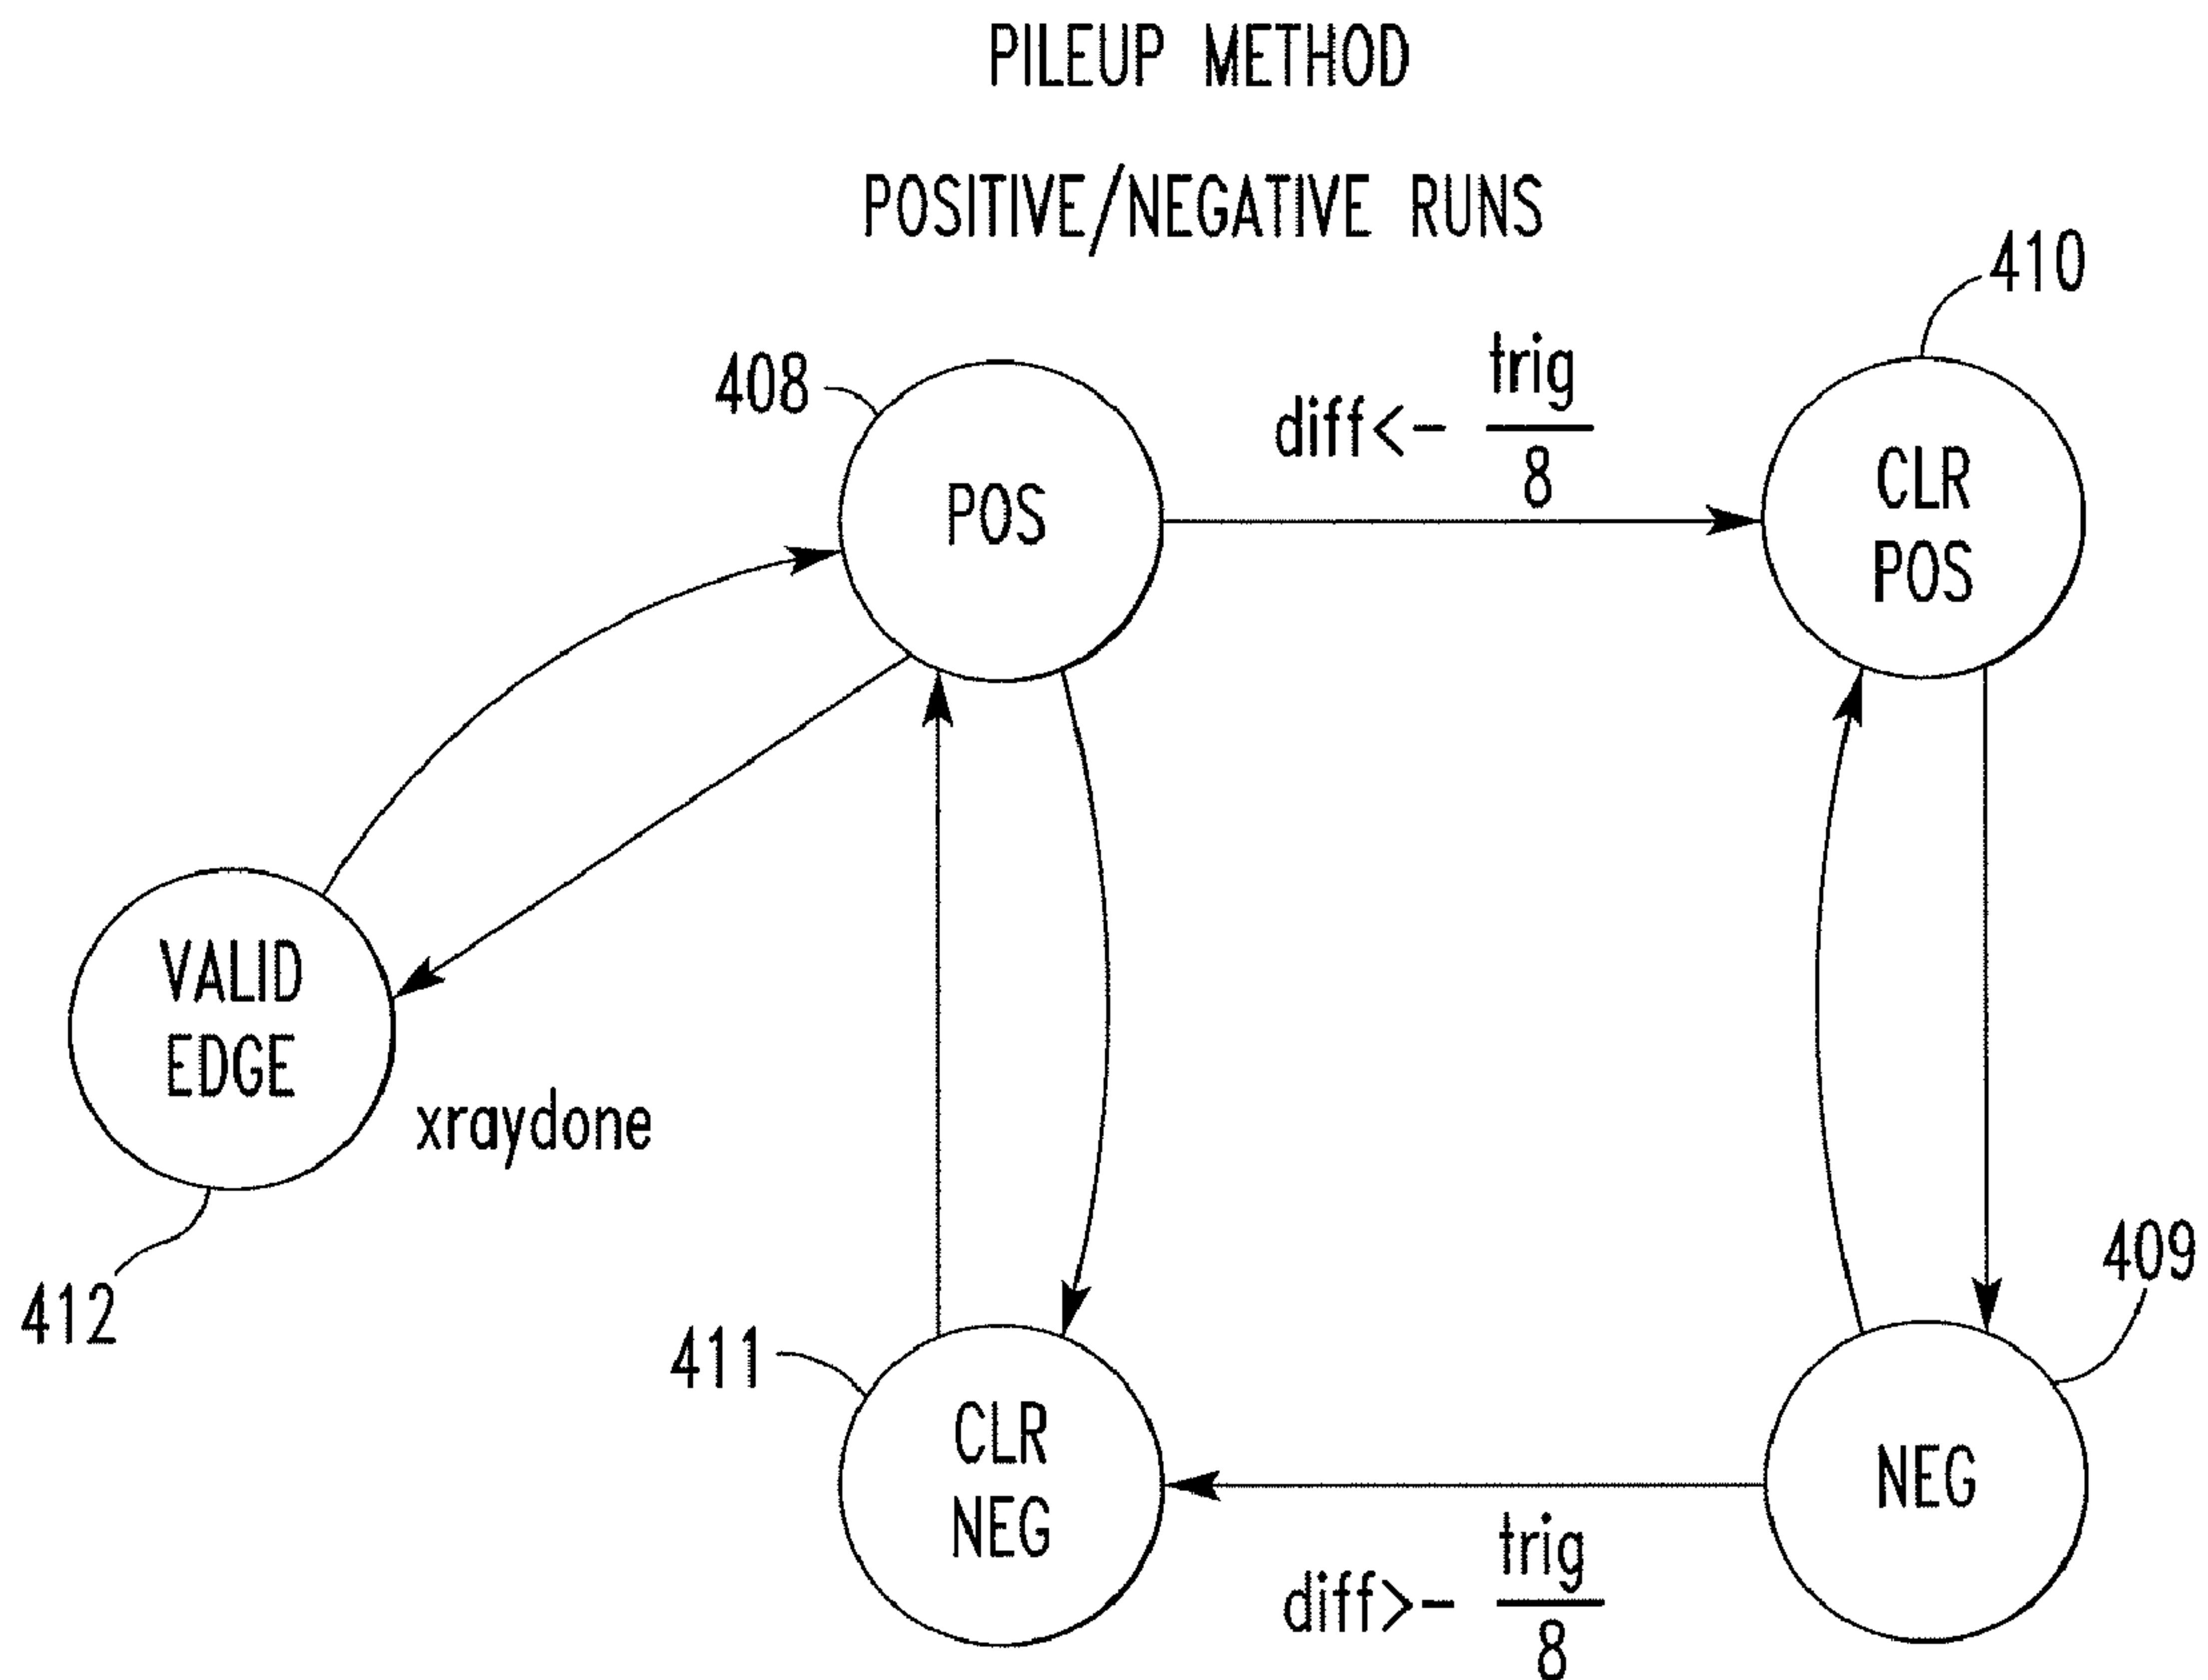 PILEUP METHOD
POSITIVE/NEGATIVE RUNS
410
408
trig
diff<-
8
POS
CLR
POS
VALID
EDGE
xraydone
409
412
411
CLR
NEG
NEG
trig
diff>-
8